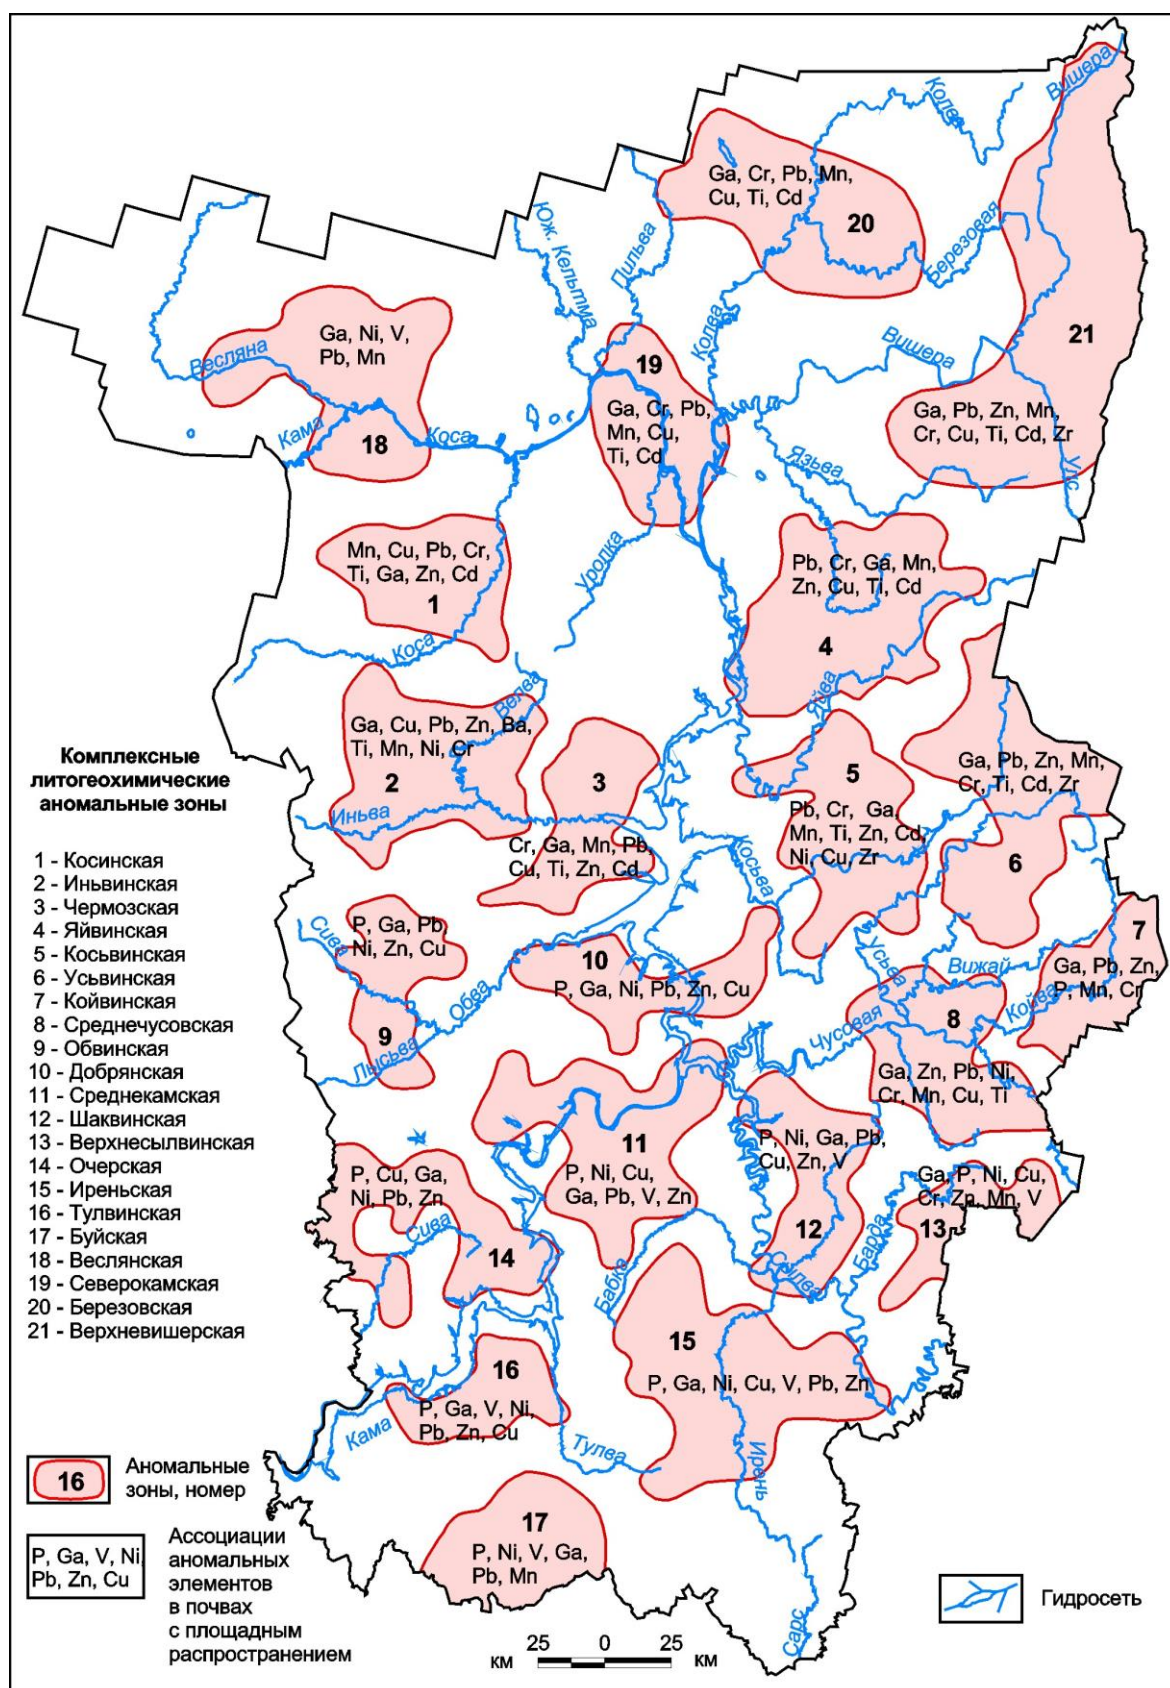 Вишера
Колва
Ga, Cr, Pb, Mn,
Cu, Ti, Cd
20
Березовая
Юж. Кельтма
Пильва
Колва
21
Ga, Ni, V,
Pb, Mn
Весляна
Вишера
19
Ga, Cr, Pb,
Mn, Cu,
Ti, Cd
Ga, Pb, Zn, Mn,
Cr, Cu, Ti, Cd, Zr
Кама
18
Коса
Язьва
Улс
Mn, Cu, Pb, Cr,
Ti, Ga, Zn, Cd
1
Уролка
Pb, Cr, Ga, Mn,
Zn, Cu, Ti, Cd
4
Коса
Яйва
Велва
Ga, Cu, Pb, Zn, Ba,
Ti, Mn, Ni, Cr
2
Иньва
3
Cr, Ga, Mn, Pb,
Cu, Ti, Zn, Cd
5
Pb, Cr, Ga,
Mn, Ti, Zn, Cd,
Ni, Cu, Zr
Ga, Pb, Zn, Mn,
Cr, Ti, Cd, Zr
6
Косьва
Комплексные
литогеохимические
аномальные зоны
1 - Косинская
2 - Иньвинская
3 - Чермозская
4 - Яйвинская
5 - Косьвинская
6 - Усьвинская
7 - Койвинская
8 - Среднечусовская
9 - Обвинская
10 - Добрянская
11 - Среднекамская
12 - Шаквинская
13 - Верхнесылвинская
14 - Очерская
15 - Иреньская
16 - Тулвинская
17 - Буйская
18 - Веслянская
19 - Северокамская
20 - Березовская
21 - Верхневишерская
Сива
P, Ga, Pb,
Ni, Zn, Cu
9
Обва
Лысьва
10
P, Ga, Ni, Pb, Zn, Cu
Усьва
Вижай
7
Ga, Pb, Zn,
P, Mn, Cr
Койва
Чусовая
8
Ga, Zn, Pb, Ni,
Cr, Mn, Cu, Ti
11
P, Ni, Cu,
Ga, Pb, V, Zn
P, Ni, Ga, Pb,
Cu, Zn, V
12
P, Cu, Ga,
Ni, Pb, Zn
Сива
14
Ga, P, Ni, Cu,
Cr, Zn, Mn, V
13
Барда
Сылва
Бабка
15
P, Ga, Ni, Cu, V, Pb, Zn
16
P, Ga, V, Ni,
Pb, Zn, Cu
Кама
Тулва
Ирень
17
P, Ni, V, Ga,
Pb, Mn
Сарс
16
Аномальные
зоны, номер
P, Ga, V, Ni,
Pb, Zn, Cu
Ассоциации
аномальных
элементов
в почвах
с площадным
распространением
Гидросеть
25 0 25
км км